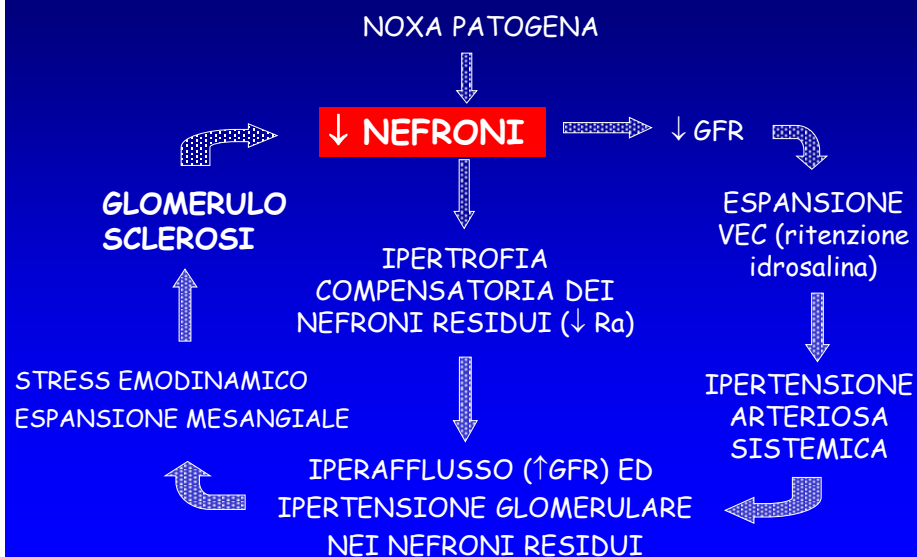 NOXA PATOGENA
↓ NEFRONI
↓ GFR
GLOMERULO
SCLEROSI
ESPANSIONE
VEC (ritenzione
idrosalina)
IPERTROFIA
COMPENSATORIA DEI
NEFRONI RESIDUI (↓ Ra)
STRESS EMODINAMICO
ESPANSIONE MESANGIALE
IPERTENSIONE
ARTERIOSA
SISTEMICA
IPERAFFLUSSO (↑GFR) ED
IPERTENSIONE GLOMERULARE
NEI NEFRONI RESIDUI